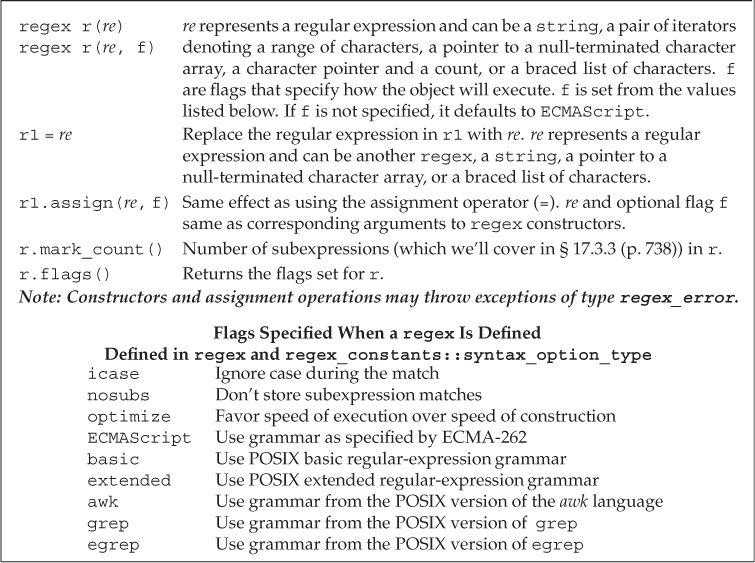 regex r(re) re represents a regular expression and can be a string, a pair of iterators
regex r(re, f) denoting a range of characters, a pointer to a null-terminated character
array, a character pointer and a count, or a braced list of characters. f
are flags that specify how the object will execute. f is set from the values
listed below. If f is not specified, it defaults to ECMAScript.
r1 = re Replace the regular expression in r1 with re. re represents a regular
expression and can be another regex, a string, a pointer to a
null-terminated character array, or a braced list of characters.
r1.assign(re, f) Same effect as using the assignment operator (=). re and optional flag f
same as corresponding arguments to regex constructors.
r.mark_count() Number of subexpressions (which we'll cover in § 17.3.3 (p. 738)) in r.
r.flags() Returns the flags set for r.
Note: Constructors and assignment operations may throw exceptions of type regex_error.
Flags Specified When a regex Is Defined
Defined in regex and regex_constants::syntax_option_type
icase Ignore case during the match
nosubs Don't store subexpression matches
optimize Favor speed of execution over speed of construction
ECMAScript Use grammar as specified by ECMA-262
basic Use POSIX basic regular-expression grammar
extended Use POSIX extended regular-expression grammar
awk Use grammar from the POSIX version of the awk language
grep Use grammar from the POSIX version of grep
egrep Use grammar from the POSIX version of egrep